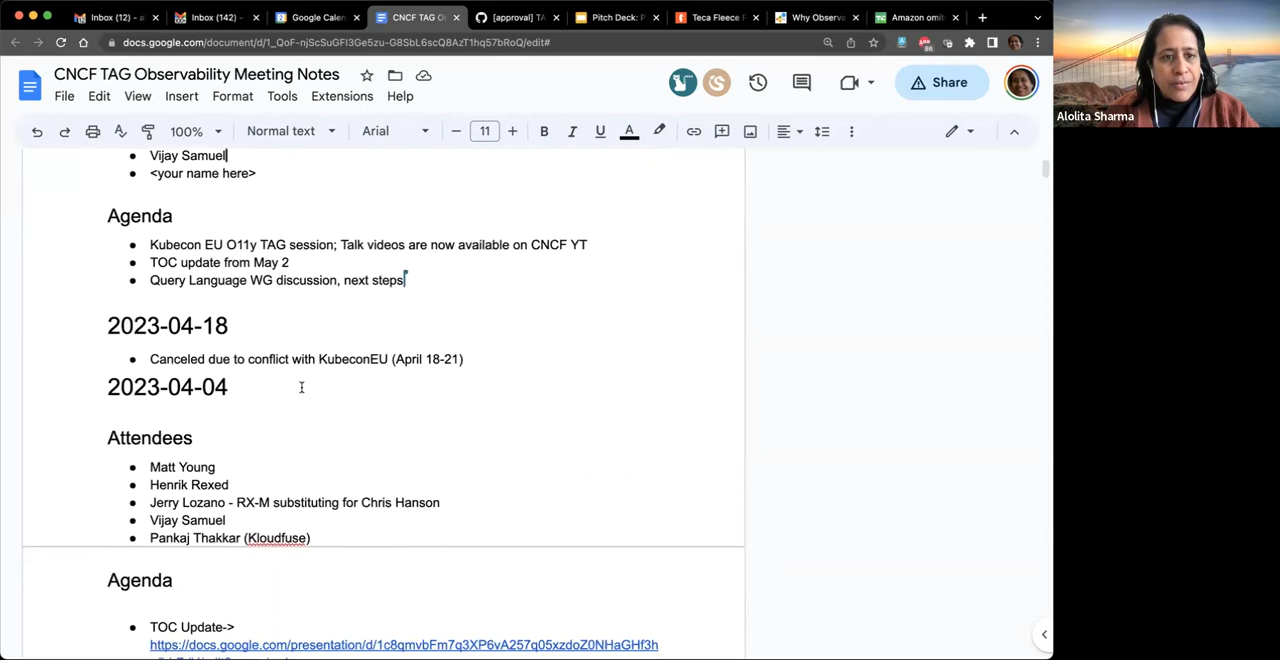 Inbox (12) - a
Inbox (142) -
Google Calen
CNCF TAG O
[approval] TA
Pitch Deck: P
Teca Fleece P
Why Observa
Amazon omit
docs.google.com/document/d/1_QoF-njScSuGFI3Ge5zu-G8SbL6scQ8AzT1hq57bRoQ/edit#
86
CNCF TAG Observability Meeting Notes
File Edit View Insert Format Tools Extensions Help
Share
100% Normal text Arial 11 B I U A
Vijay Samuel
<your name here>
Agenda
Kubecon EU O11y TAG session; Talk videos are now available on CNCF YT
TOC update from May 2
Query Language WG discussion, next steps
2023-04-18
Canceled due to conflict with KubeconEU (April 18-21)
2023-04-04
Attendees
Matt Young
Henrik Rexed
Jerry Lozano - RX-M substituting for Chris Hanson
Vijay Samuel
Pankaj Thakkar (Kloudfuse)
Agenda
TOC Update->
https://docs.google.com/presentation/d/1c8qmvbFm7q3XP6vA257q05xzdoZ0NHaGHf3h
Alolita Sharma